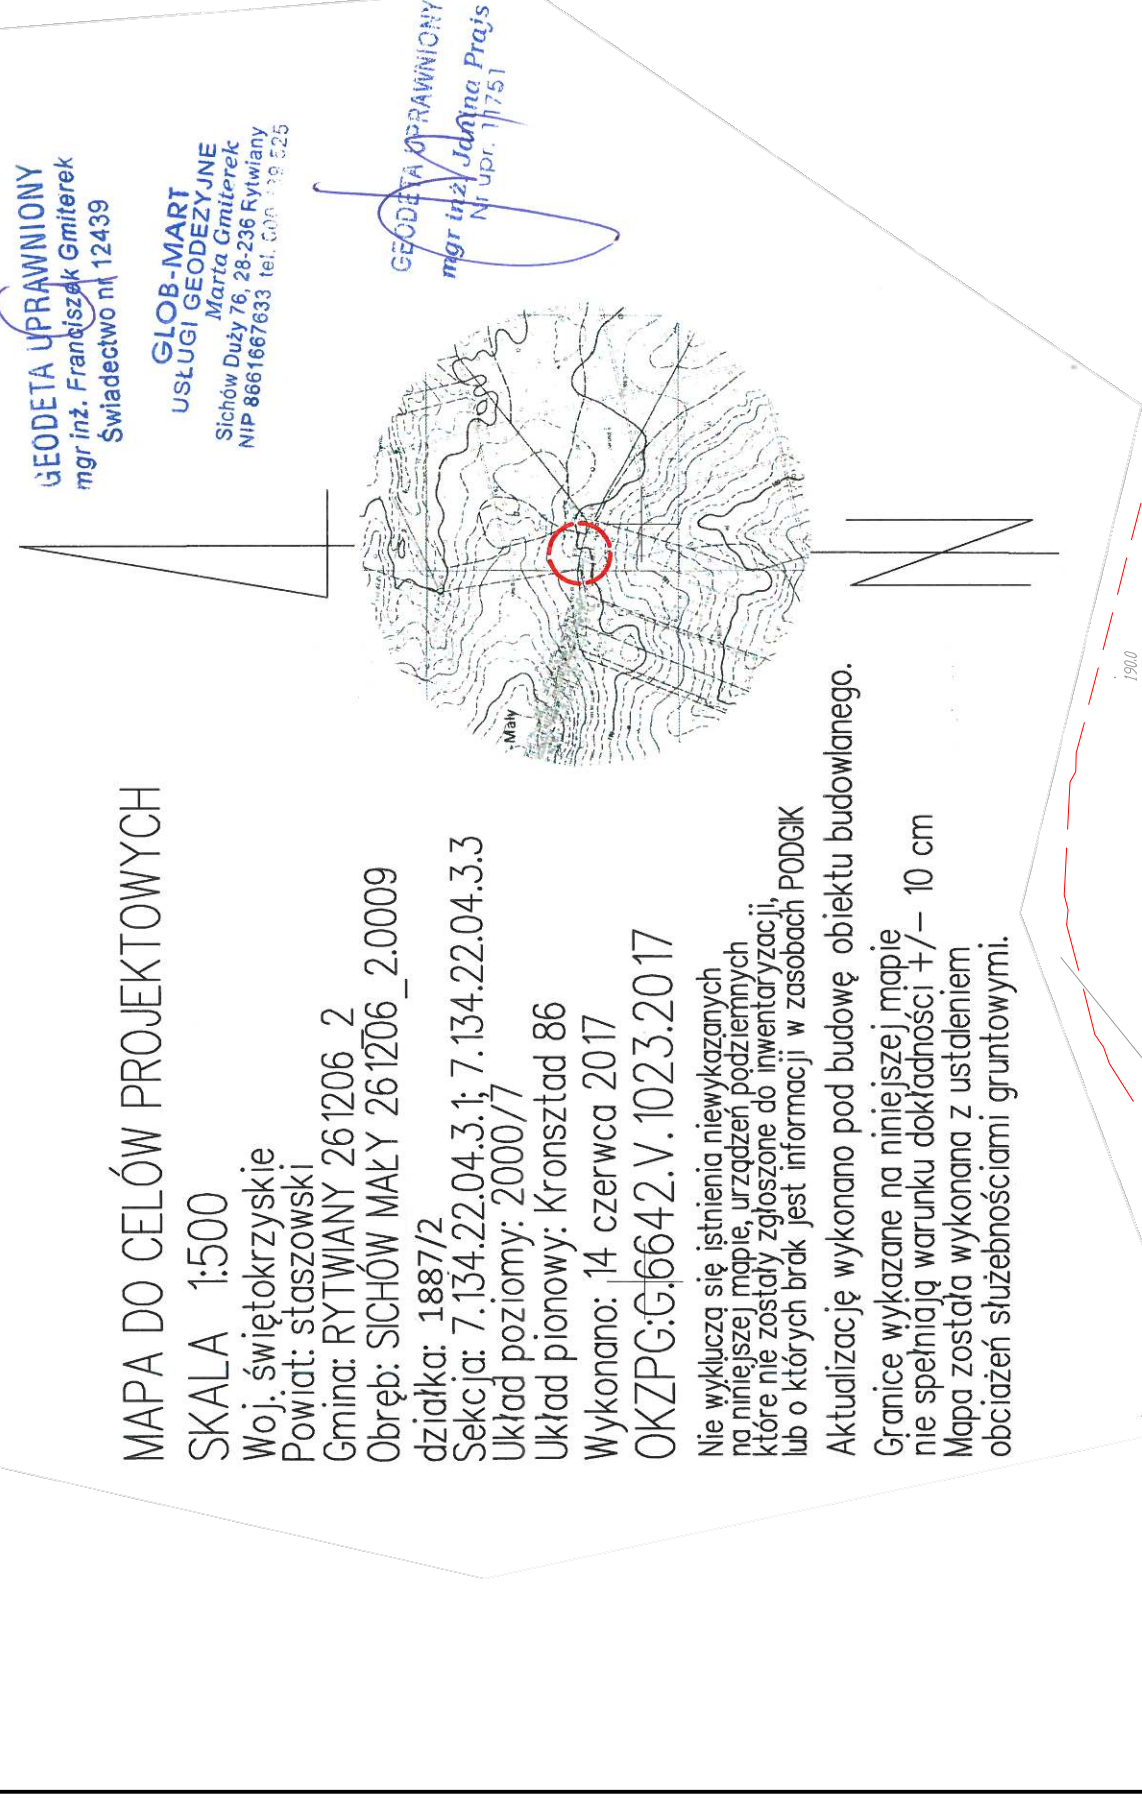 MAPA DO CELÓW PROJEKTOWYCH
SKALA 1:500
Woj. świętokrzyskie
Powiat: staszowski
Gmina: RYTWIANY 261206_2
Obręb: SICHÓW MAŁY 261206_2.0009
działka: 1887/2
Sekcja: 7.134.22.04.3.1; 7.134.22.04.3.3
Układ poziomy: 2000/7
Układ pionowy: Kronsztad 86
Wykonano: 14 czerwca 2017
OKZPG:G.6642.V.1023.2017
Nie wyklucza się istnienia niewykazanych
na niniejszej mapie, urządzeń podziemnych
które nie zostały zgłoszone do inwentaryzacji,
lub o których brak jest informacji w zasobach PODGIK
Aktualizację wykonano pod budowę obiektu budowlanego.
Granice wykazane na niniejszej mapie
nie spełniają warunku dokładności +/- 10 cm
Mapa została wykonana z ustaleniem
obciążeń służebnościami gruntowymi.
Mały
GEODETA UPRAWNIONY
mgr inż. Franciszek Gmiterek
Świadectwo nr 12439
GLOB-MART
USŁUGI GEODEZYJNE
Marta Gmiterek
Sichów Duży 76, 28-236 Rytwiany
NIP 8661667633 tel.
GEODETA UPRAWNIONY
mgr inż. Janina Prajs
Nr upr. 11751
190.0